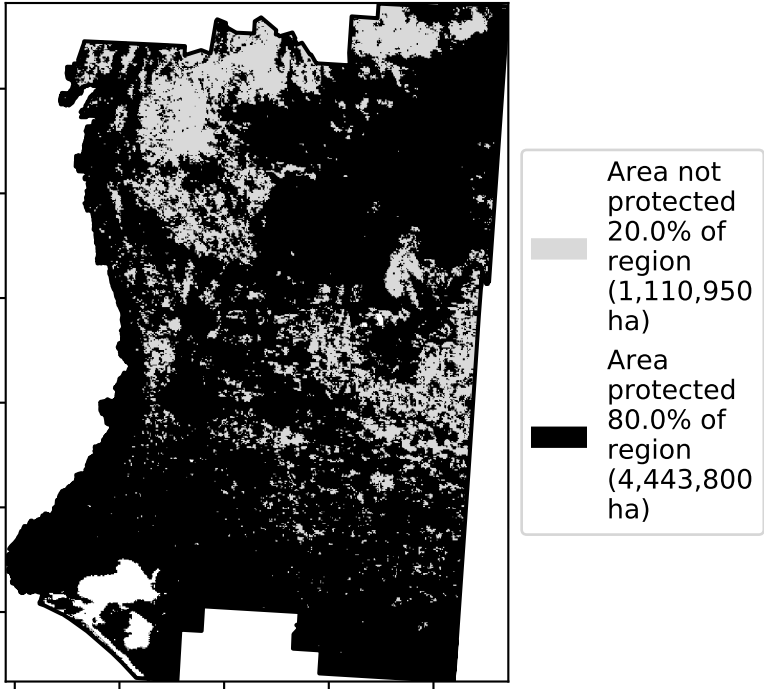 Area not
protected
20.0% of
region
(1,110,950
ha)
Area
protected
80.0% of
region
(4,443,800
ha)